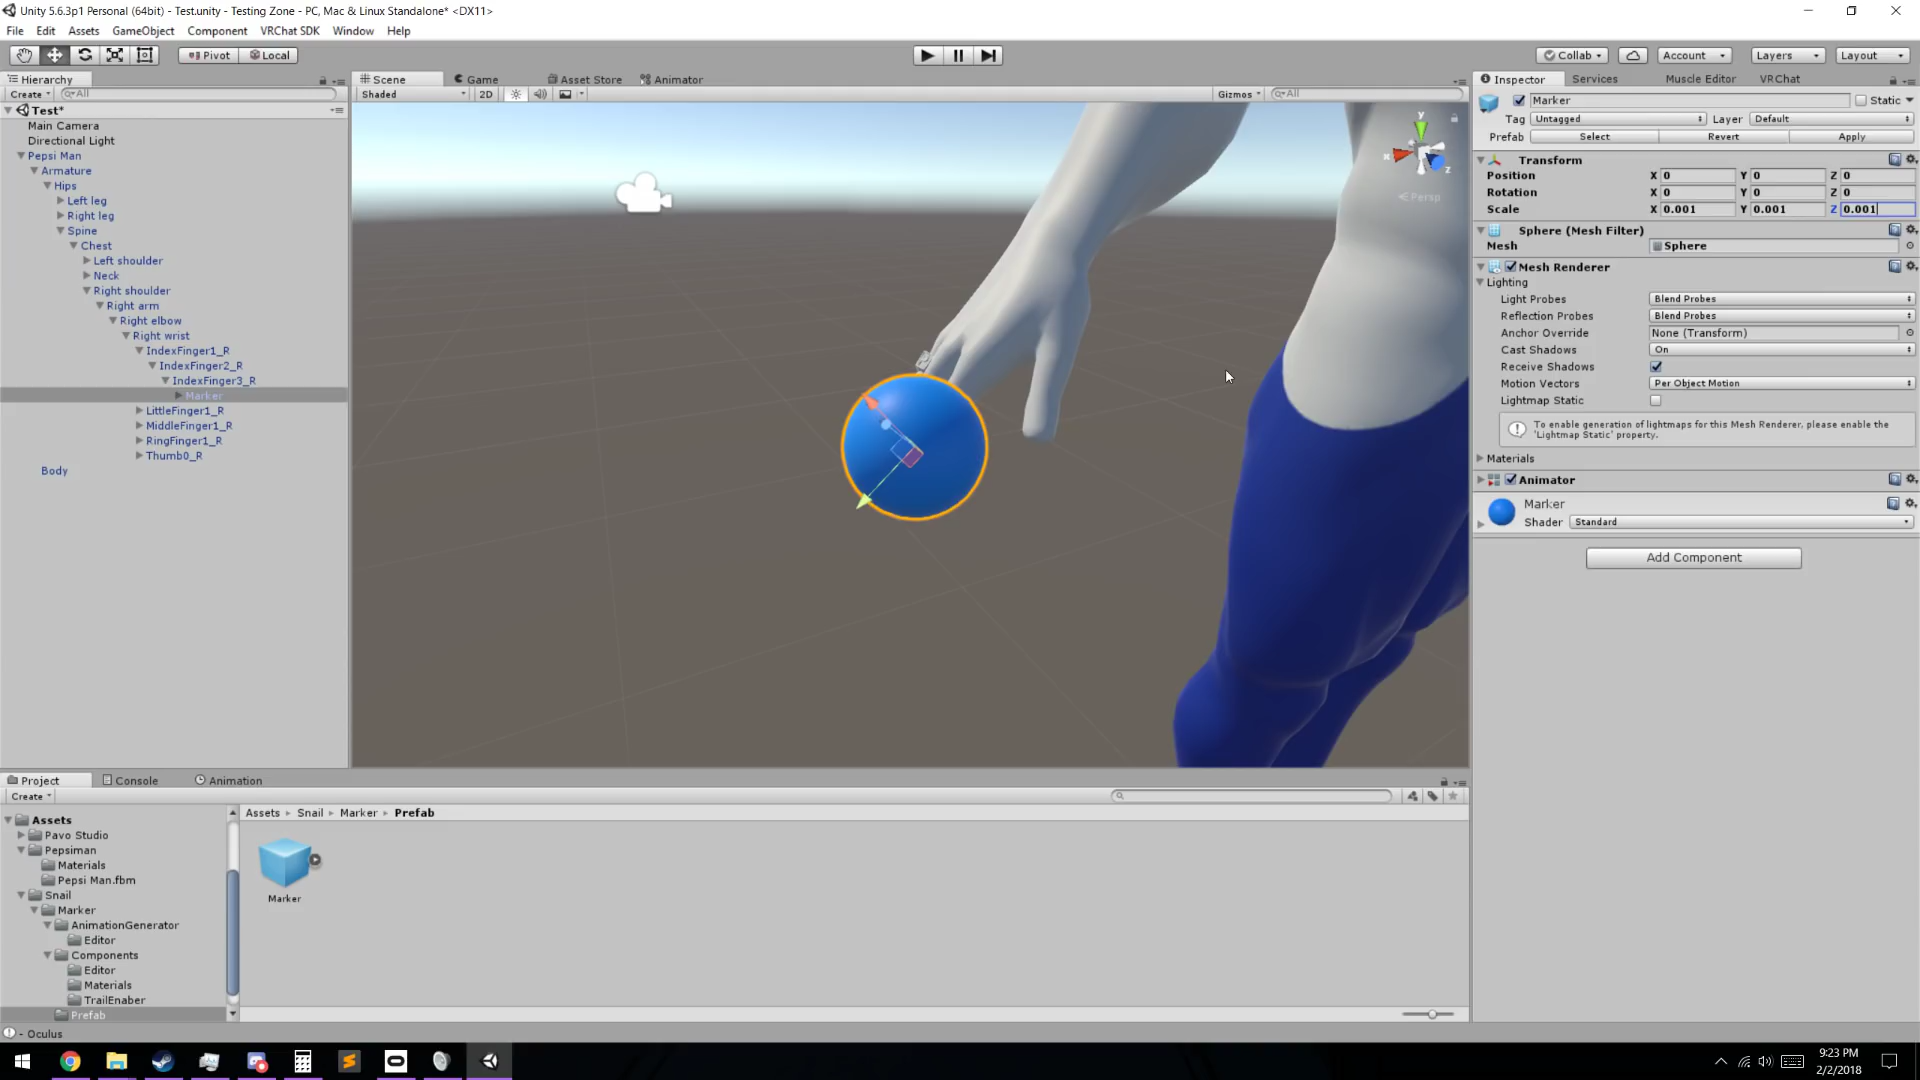 Unity 5.6.3p1 Personal (64bit) - Test.unity - Testing Zone - PC, Mac & Linux Standalone* <DX11>
File Edit Assets GameObject Component VRChat SDK Window Help
Pivot Local Collab Account Layers Layout
Hierarchy
Create All
Test*
Main Camera
Directional Light
Pepsi Man
Armature
Hips
Left leg
Right leg
Spine
Chest
Left shoulder
Neck
Right shoulder
Right arm
Right elbow
Right wrist
IndexFinger1_R
IndexFinger2_R
IndexFinger3_R
Marker
LittleFinger1_R
MiddleFinger1_R
RingFinger1_R
Thumb0_R
Body
Scene Game Asset Store Animator
Shaded 2D Gizmos All
y
x
z
Persp
Inspector Services Muscle Editor VRChat
Marker Static
Tag Untagged Layer Default
Prefab Select Revert Apply
Transform
Position X 0 Y 0 Z 0
Rotation X 0 Y 0 Z 0
Scale X 0.001 Y 0.001 Z 0.001
Sphere (Mesh Filter)
Mesh Sphere
Mesh Renderer
Lighting
Light Probes Blend Probes
Reflection Probes Blend Probes
Anchor Override None (Transform)
Cast Shadows On
Receive Shadows
Motion Vectors Per Object Motion
Lightmap Static
To enable generation of lightmaps for this Mesh Renderer, please enable the
'Lightmap Static' property.
Materials
Animator
Marker
Shader Standard
Add Component
Project Console Animation
Create
Assets
Pavo Studio
Pepsiman
Materials
Pepsi Man.fbm
Snail
Marker
AnimationGenerator
Editor
Components
Editor
Materials
TrailEnaber
Prefab
Assets Snail Marker Prefab
Marker
- Oculus
9:23 PM
2/2/2018